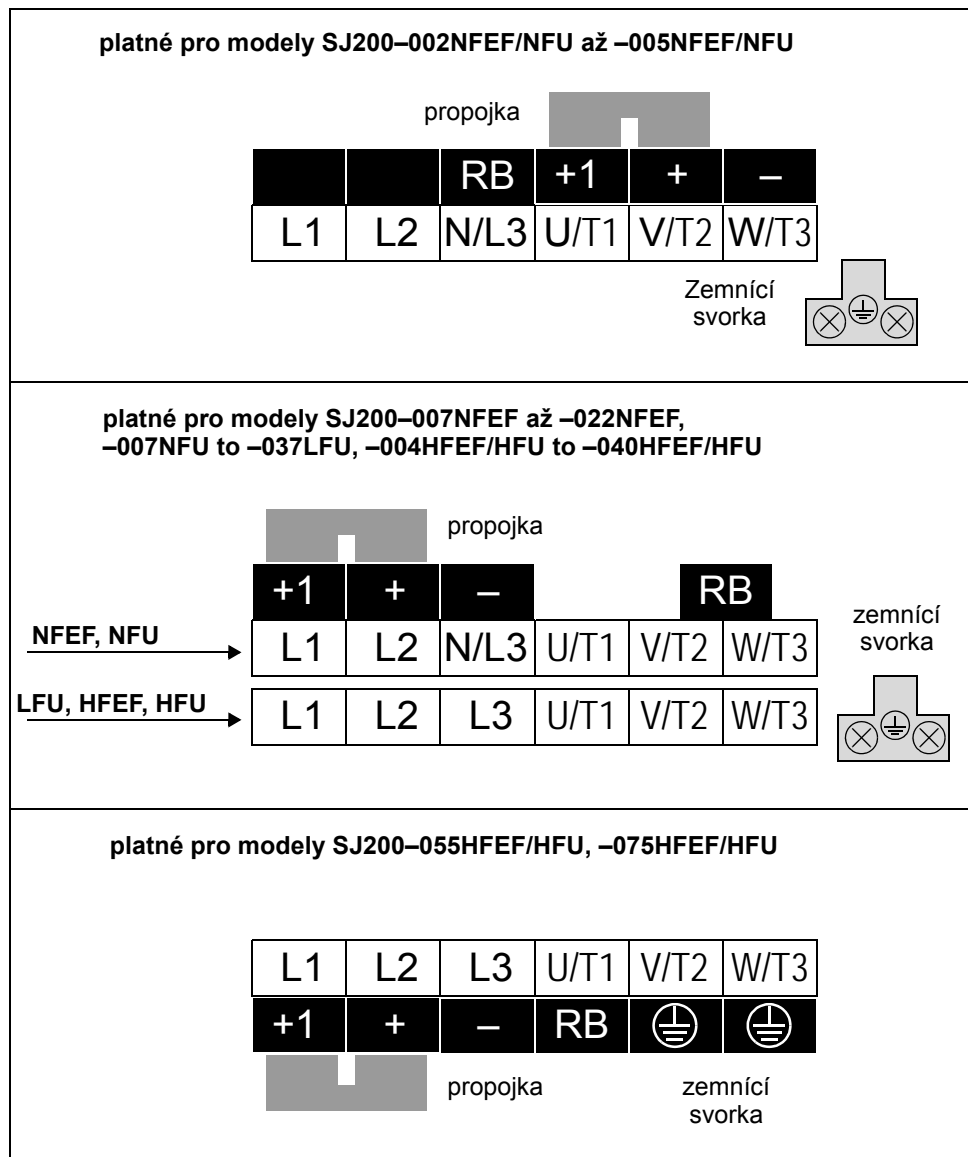 platné pro modely SJ200–002NFEF/NFU až –005NFEF/NFU
propojka
RB +1 + –
L1 L2 N/L3 U/T1 V/T2 W/T3
Zemnící
svorka
platné pro modely SJ200–007NFEF až –022NFEF,
–007NFU to –037LFU, –004HFEF/HFU to –040HFEF/HFU
propojka
+1 + – RB
NFEF, NFU L1 L2 N/L3 U/T1 V/T2 W/T3
zemnící
svorka
LFU, HFEF, HFU L1 L2 L3 U/T1 V/T2 W/T3
platné pro modely SJ200–055HFEF/HFU, –075HFEF/HFU
L1 L2 L3 U/T1 V/T2 W/T3
+1 + – RB
propojka
zemnící
svorka